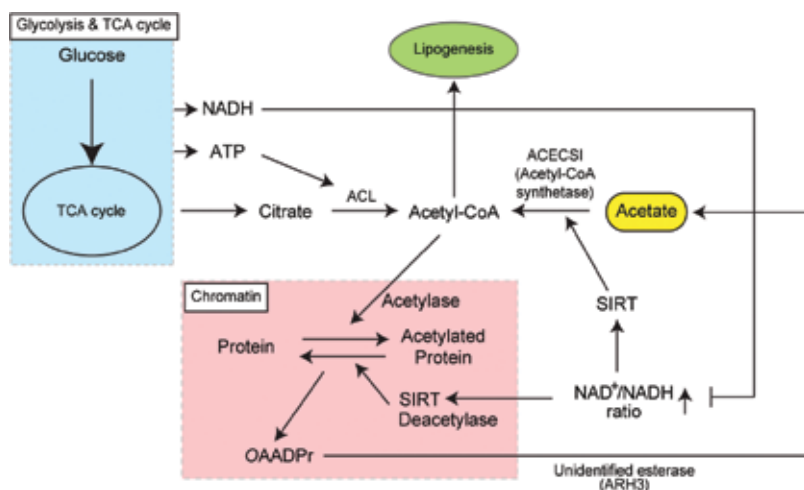 Glycolysis & TCA cycle
Glucose
NADH
ATP
TCA cycle
Citrate
ACL
Acetyl-CoA
Lipogenesis
ACECSI
(Acetyl-CoA
synthetase)
Acetate
Chromatin
Acetylase
Protein
Acetylated
Protein
SIRT
SIRT
Deacetylase
NAD+/NADH
ratio
OAADPr
Unidentified esterase
(ARH3)